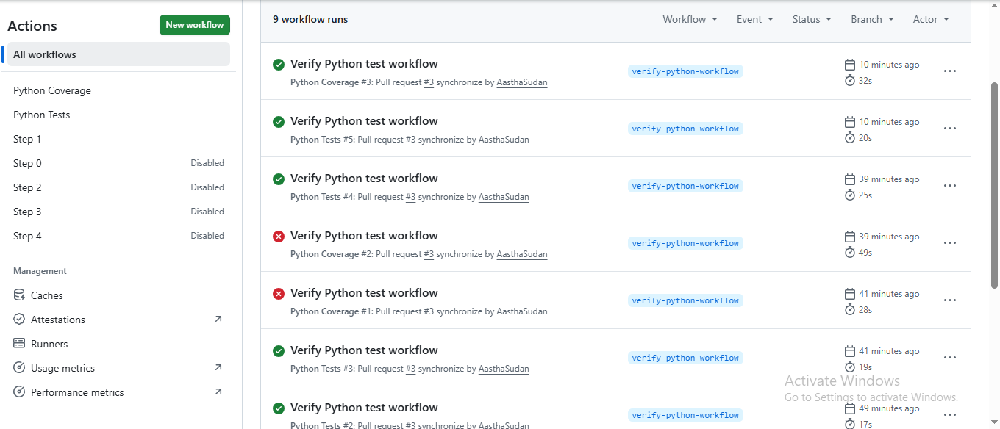 Actions
New workflow
All workflows
Python Coverage
Python Tests
Step 1
Step 0 Disabled
Step 2 Disabled
Step 3 Disabled
Step 4 Disabled
Management
Caches
Attestations
Runners
Usage metrics
Performance metrics
9 workflow runs Workflow Event Status Branch Actor
Verify Python test workflow
Python Coverage #3: Pull request #3 synchronize by AasthaSudan
verify-python-workflow
10 minutes ago
32s
Verify Python test workflow
Python Tests #5: Pull request #3 synchronize by AasthaSudan
verify-python-workflow
10 minutes ago
20s
Verify Python test workflow
Python Tests #4: Pull request #3 synchronize by AasthaSudan
verify-python-workflow
39 minutes ago
25s
Verify Python test workflow
Python Coverage #2: Pull request #3 synchronize by AasthaSudan
verify-python-workflow
39 minutes ago
49s
Verify Python test workflow
Python Coverage #1: Pull request #3 synchronize by AasthaSudan
verify-python-workflow
41 minutes ago
28s
Verify Python test workflow
Python Tests #3: Pull request #3 synchronize by AasthaSudan
verify-python-workflow
41 minutes ago
19s
Verify Python test workflow
Python Tests #2: Pull request #3 synchronize by AasthaSudan
verify-python-workflow
49 minutes ago
17s
Activate Windows
Go to Settings to activate Windows.